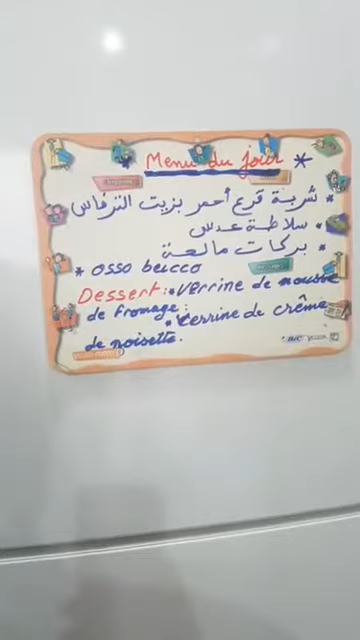 Menu du jour *
* شربة قرع أحمر بزيت الترفاس
* سلاطة عدس
* بركات مالحة
* osso bucco
Dessert: * Verrine de mousse
de fromage:
* Verrine de crème
de noisette.
BIC